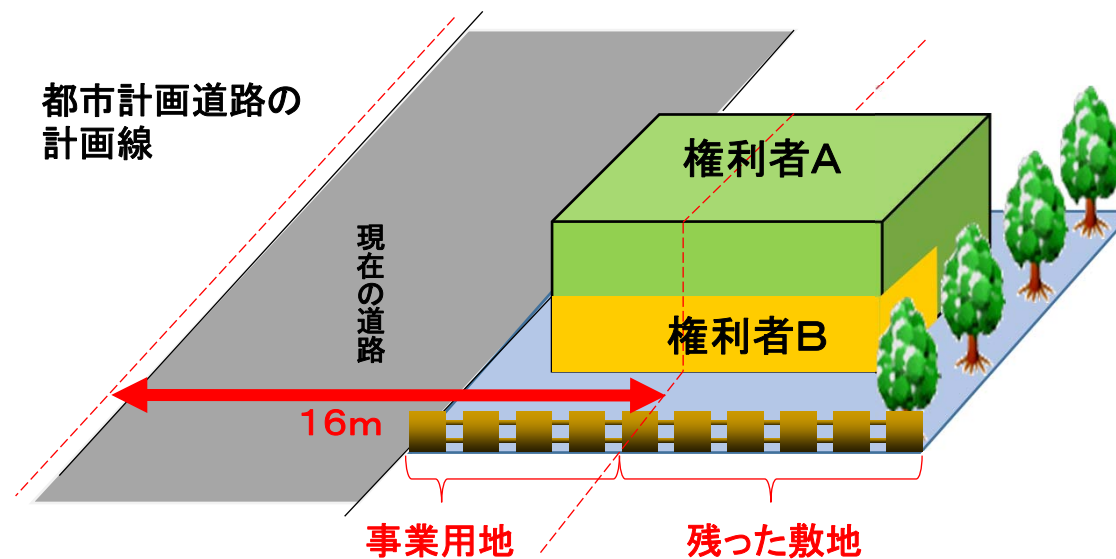 都市計画道路の
計画線
権利者A
現在の道路
権利者B
16m
事業用地
残った敷地